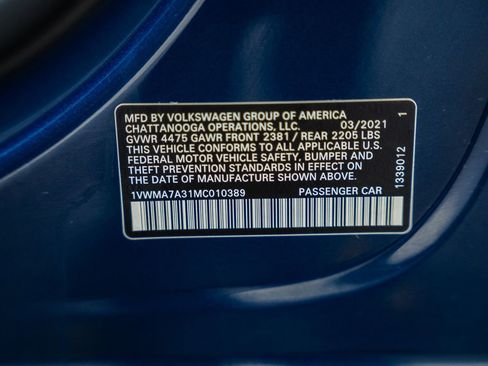 MFD BY VOLKSWAGEN GROUP OF AMERICA
CHATTANOOGA OPERATIONS, LLC. 03/2021
GVWR 4475 GAWR FRONT 2381 / REAR 2205 LBS
THIS VEHICLE CONFORMS TO ALL APPLICABLE U.S.
FEDERAL MOTOR VEHICLE SAFETY, BUMPER AND
THEFT PREVENTION STANDARDS IN EFFECT ON THE
DATE OF MANUFACTURE SHOWN ABOVE.
1VWMA7A31MC010389 PASSENGER CAR
1339012 1